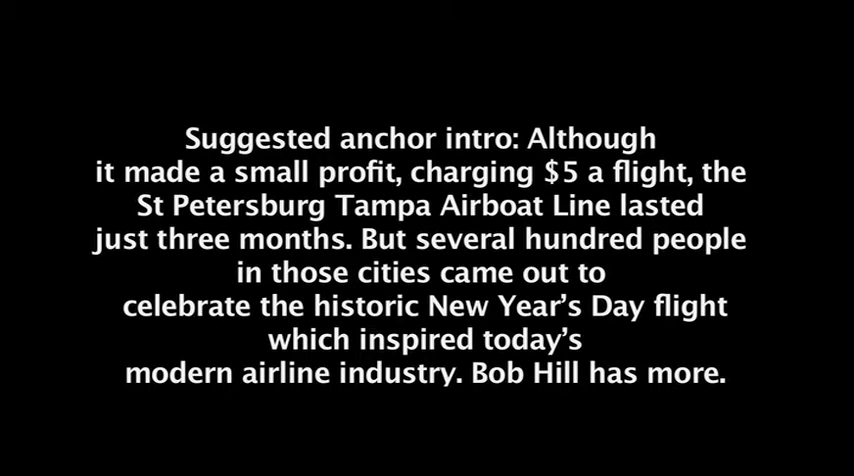 Suggested anchor intro: Although
it made a small profit, charging $5 a flight, the
St Petersburg Tampa Airboat Line lasted
just three months. But several hundred people
in those cities came out to
celebrate the historic New Year’s Day flight
which inspired today’s
modern airline industry. Bob Hill has more.